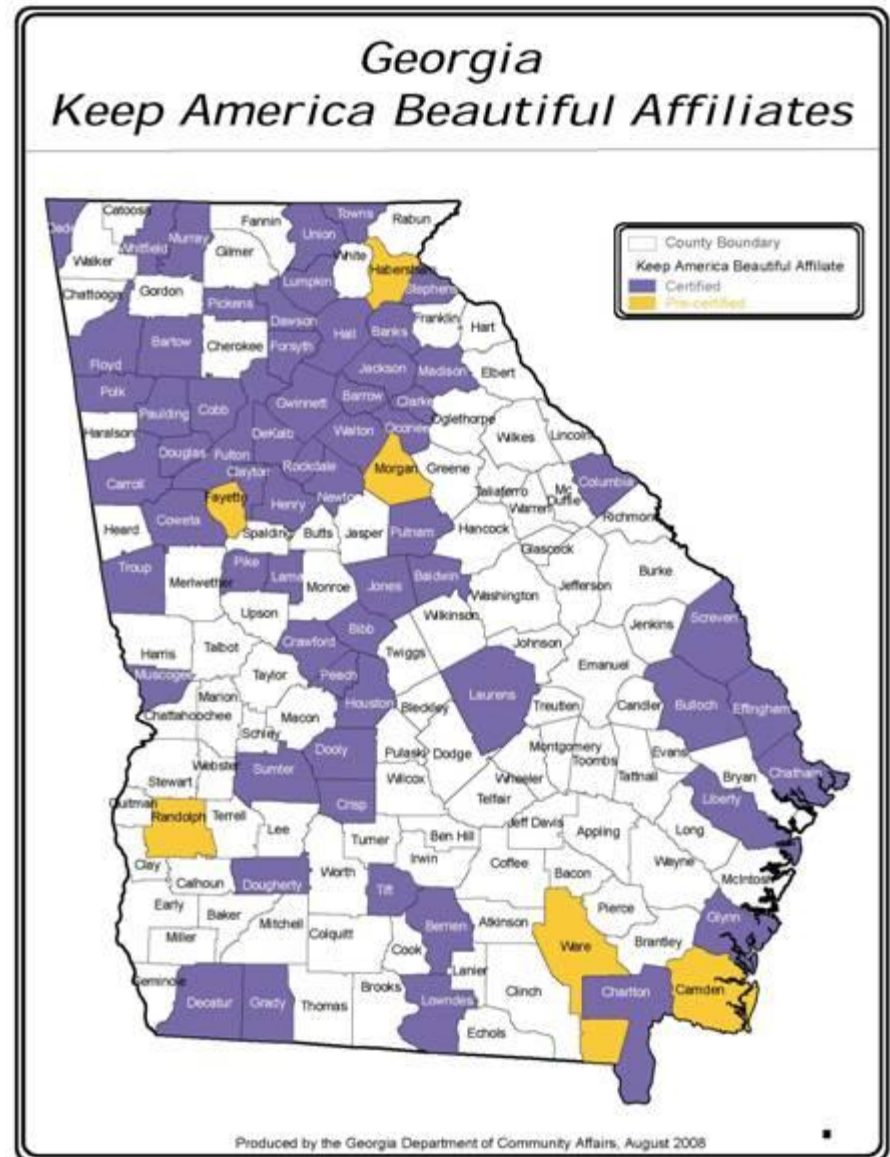 Georgia
Keep America Beautiful Affiliates
County Boundary
Keep America Beautiful Affiliate
Certified
Pre-certified
Catoosa
Fannin
Towns
Rabun
Dade
Whitfield
Murray
Union
Walker
Gilmer
White
Habersham
Lumpkin
Stephens
Chattooga
Gordon
Pickens
Dawson
Franklin
Hart
Bartow
Cherokee
Forsyth
Hall
Banks
Floyd
Jackson
Madison
Elbert
Polk
Paulding
Cobb
Gwinnett
Barrow
Clarke
Oglethorpe
Haralson
DeKalb
Walton
Oconee
Wilkes
Lincoln
Douglas
Fulton
Clayton
Rockdale
Morgan
Greene
Taliaferro
Mc
Duffie
Columbia
Carroll
Fayette
Henry
Newton
Warren
Richmond
Coweta
Heard
Spalding
Butts
Jasper
Putnam
Hancock
Glascock
Troup
Meriwether
Pike
Lama
Monroe
Jones
Baldwin
Washington
Jefferson
Burke
Upson
Wilkinson
Screven
Harris
Talbot
Crawford
Bibb
Twiggs
Johnson
Jenkins
Emanuel
Muscogee
Taylor
Peach
Houston
Laurens
Marion
Chattahoochee
Macon
Bleckley
Treutlen
Candler
Bulloch
Effingham
Schley
Dooly
Pulaski
Dodge
Montgomery
Toombs
Evans
Bryan
Chatham
Stewart
Webster
Sumter
Wilcox
Wheeler
Tattnall
Quitman
Crisp
Telfair
Liberty
Randolph
Terrell
Lee
Turner
Ben Hill
Jeff Davis
Appling
Long
Clay
Calhoun
Dougherty
Worth
Irwin
Coffee
Bacon
Wayne
McIntosh
Early
Baker
Mitchell
Tift
Berrien
Atkinson
Pierce
Glynn
Miller
Colquitt
Cook
Ware
Brantley
Seminole
Decatur
Grady
Thomas
Brooks
Lanier
Lowndes
Clinch
Charlton
Camden
Echols
Produced by the Georgia Department of Community Affairs, August 2008